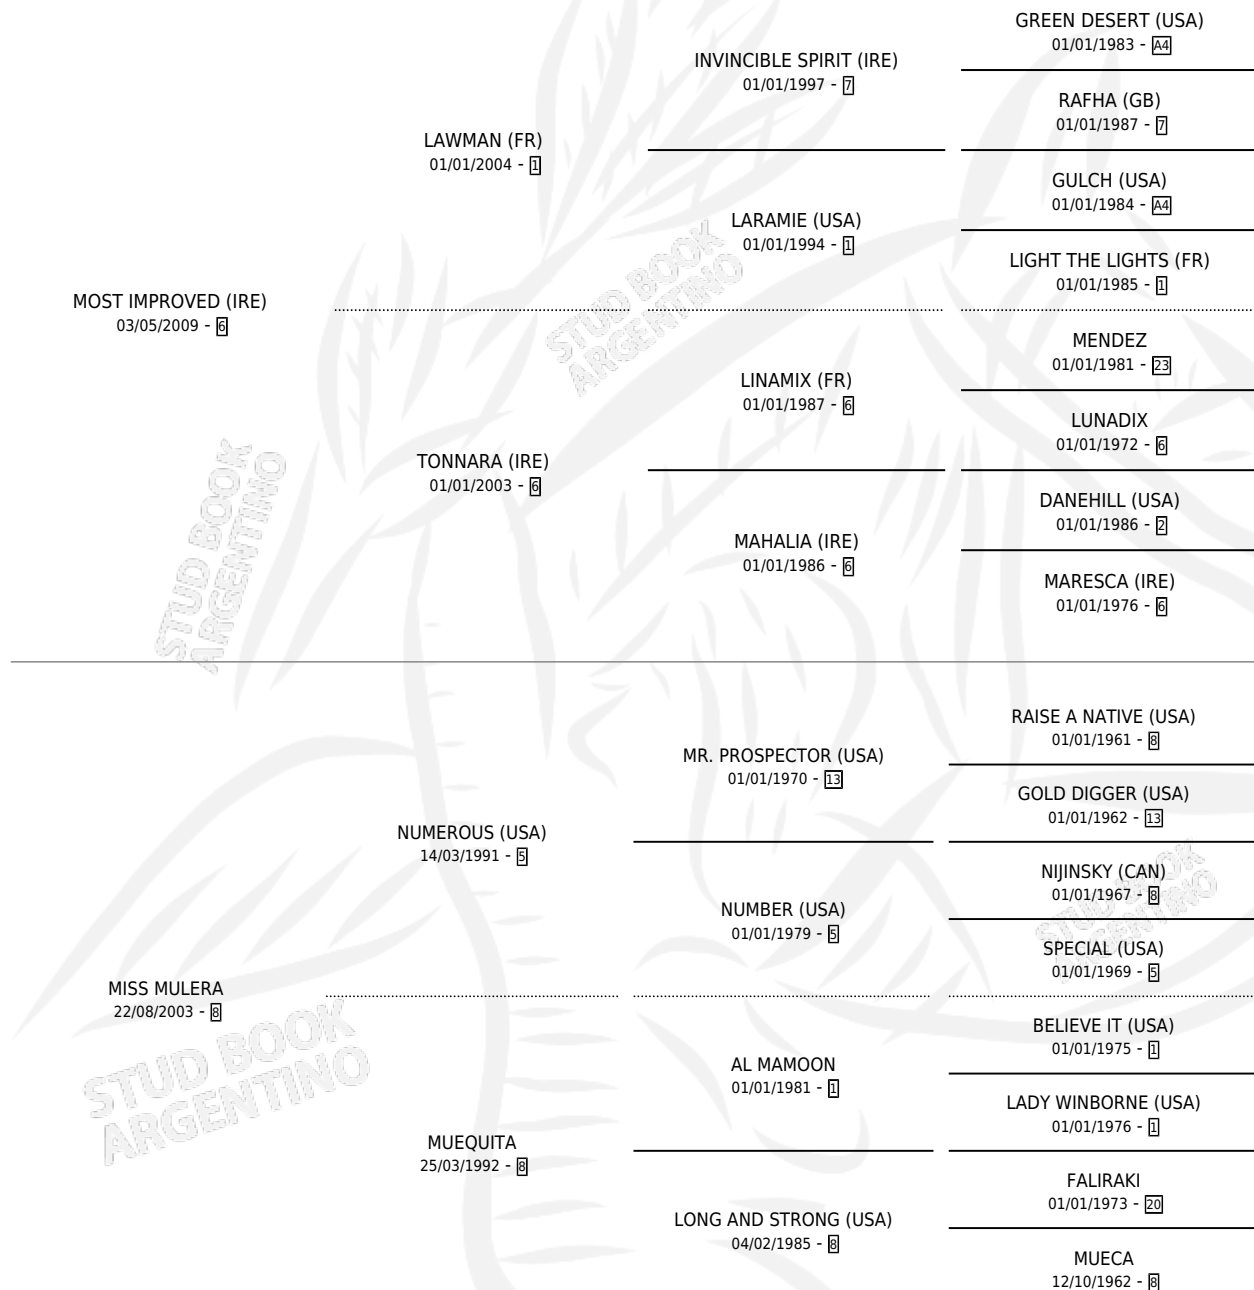 GREEN DESERT (USA)
01/01/1983 - A4
INVINCIBLE SPIRIT (IRE)
01/01/1997 - 7
RAFHA (GB)
01/01/1987 - 7
LAWMAN (FR)
01/01/2004 - 1
GULCH (USA)
01/01/1984 - A4
LARAMIE (USA)
01/01/1994 - 1
LIGHT THE LIGHTS (FR)
01/01/1985 - 1
MOST IMPROVED (IRE)
03/05/2009 - 6
MENDEZ
01/01/1981 - 23
LINAMIX (FR)
01/01/1987 - 6
LUNADIX
01/01/1972 - 6
TONNARA (IRE)
01/01/2003 - 6
DANEHILL (USA)
01/01/1986 - 2
MAHALIA (IRE)
01/01/1986 - 6
MARESCA (IRE)
01/01/1976 - 6
RAISE A NATIVE (USA)
01/01/1961 - 8
MR. PROSPECTOR (USA)
01/01/1970 - 13
GOLD DIGGER (USA)
01/01/1962 - 13
NUMEROUS (USA)
14/03/1991 - 5
NIJINSKY (CAN)
01/01/1967 - 8
NUMBER (USA)
01/01/1979 - 5
SPECIAL (USA)
01/01/1969 - 5
MISS MULERA
22/08/2003 - 8
BELIEVE IT (USA)
01/01/1975 - 1
AL MAMOON
01/01/1981 - 1
LADY WINBORNE (USA)
01/01/1976 - 1
MUEQUITA
25/03/1992 - 8
FALIRAKI
01/01/1973 - 20
LONG AND STRONG (USA)
04/02/1985 - 8
MUECA
12/10/1962 - 8
STUD BOOK
ARGENTINO
STUD BOOK
ARGENTINO
STUD BOOK
ARGENTINO
STUD BOOK
ARGENTINO